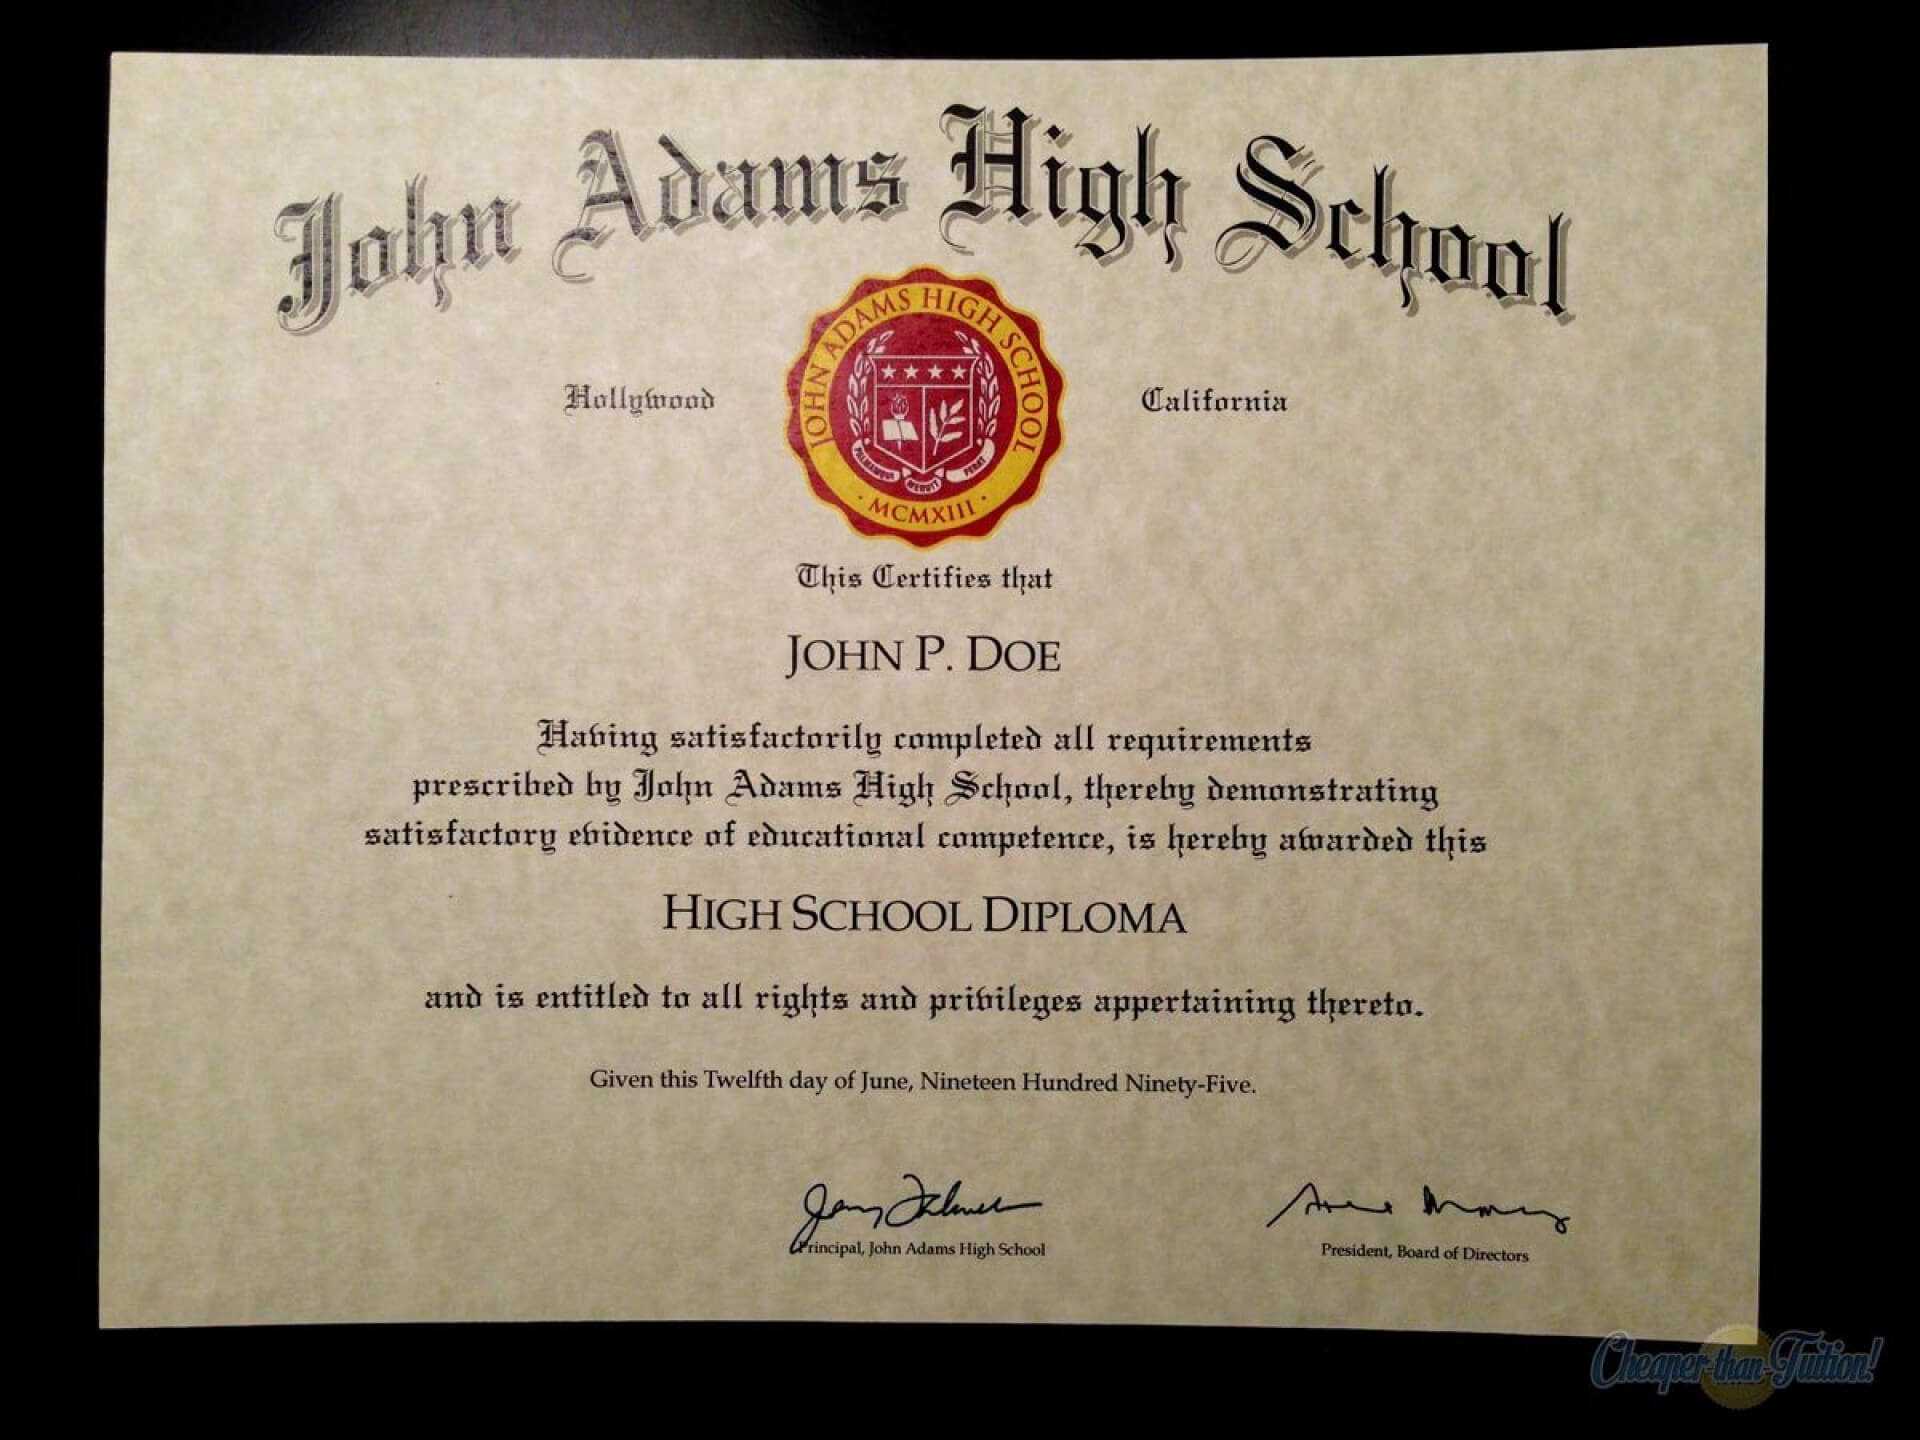 John Adams High School
JOHN ADAMS HIGH SCHOOL
Hollywood
California
MERUIT
FERAT
· MCMXIII ·
This Certifies that
JOHN P. DOE
Having satisfactorily completed all requirements
prescribed by John Adams High School, thereby demonstrating
satisfactory evidence of educational competence, is hereby awarded this
HIGH SCHOOL DIPLOMA
and is entitled to all rights and privileges appertaining thereto.
Given this Twelfth day of June, Nineteen Hundred Ninety-Five.
Principal, John Adams High School
President, Board of Directors
Cheaper-than-Tuition!